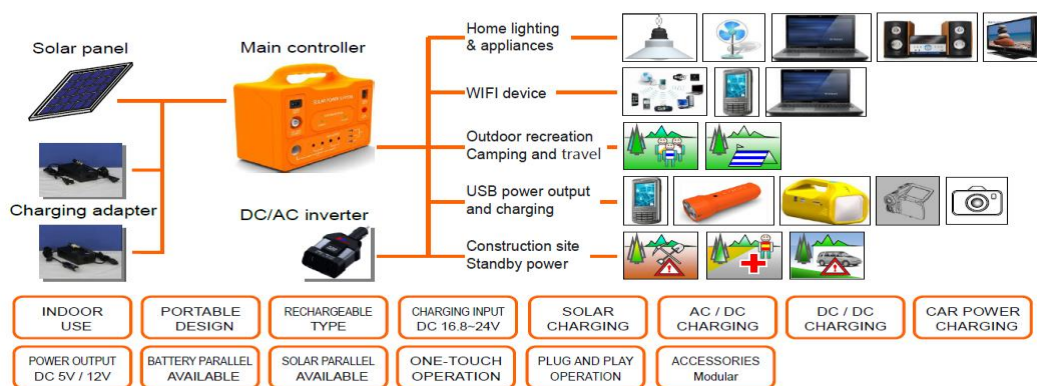 Solar panel
Main controller
Charging adapter
DC/AC inverter
SOLAR POWER SYSTEM
Home lighting
& appliances
WIFI device
Outdoor recreation
Camping and travel
USB power output
and charging
Construction site
Standby power
INDOOR
USE
PORTABLE
DESIGN
RECHARGEABLE
TYPE
CHARGING INPUT
DC 16.8~24V
SOLAR
CHARGING
AC / DC
CHARGING
DC / DC
CHARGING
CAR POWER
CHARGING
POWER OUTPUT
DC 5V / 12V
BATTERY PARALLEL
AVAILABLE
SOLAR PARALLEL
AVAILABLE
ONE-TOUCH
OPERATION
PLUG AND PLAY
OPERATION
ACCESSORIES
Modular